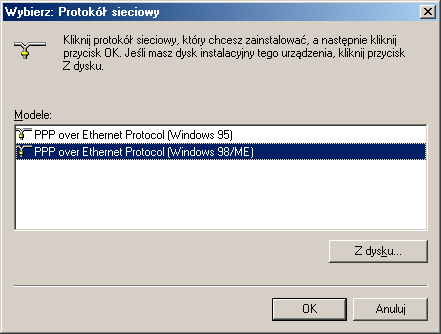 Wybierz: Protokół sieciowy
Kliknij protokół sieciowy, który chcesz zainstalować, a następnie kliknij
przycisk OK. Jeśli masz dysk instalacyjny tego urządzenia, kliknij przycisk
Z dysku.
Modele:
PPP over Ethernet Protocol (Windows 95)
PPP over Ethernet Protocol (Windows 98/ME)
Z dysku...
OK
Anuluj